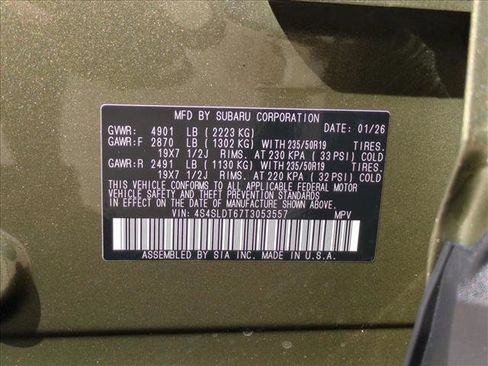 MFD BY SUBARU CORPORATION
GVWR: 4901 LB ( 2223 KG) DATE: 01/26
GAWR:F 2870 LB ( 1302 KG) WITH 235/50R19 TIRES.
19X7 1/2J RIMS. AT 230 KPA ( 33 PSI) COLD
GAWR:R 2491 LB ( 1130 KG) WITH 235/50R19 TIRES.
19X7 1/2J RIMS. AT 220 KPA ( 32 PSI) COLD
THIS VEHICLE CONFORMS TO ALL APPLICABLE FEDERAL MOTOR
VEHICLE SAFETY AND THEFT PREVENTION STANDARDS
IN EFFECT ON THE DATE OF MANUFACTURE SHOWN ABOVE.
VIN: 4S4SLDT67T3053557 MPV
ASSEMBLED BY SIA INC. MADE IN U.S.A.